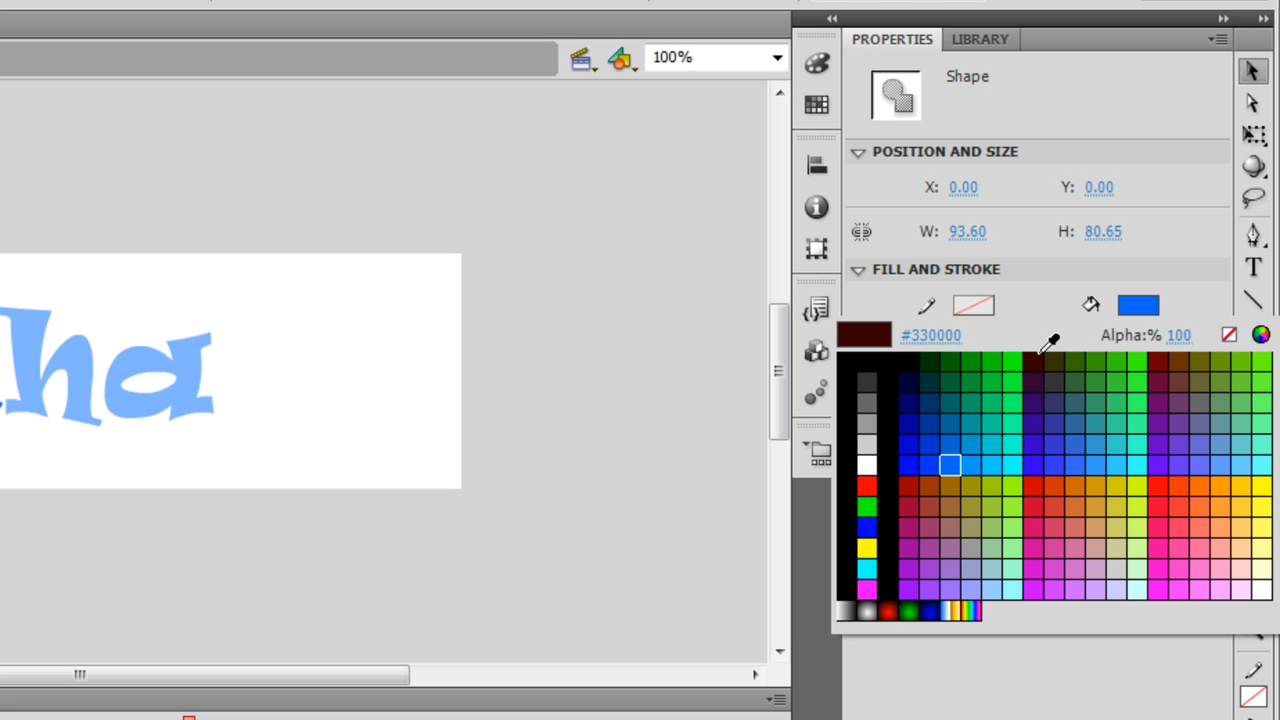 PROPERTIES LIBRARY
100%
Shape
POSITION AND SIZE
X: 0.00 Y: 0.00
W: 93.60 H: 80.65
FILL AND STROKE
#330000 Alpha:% 100
ha